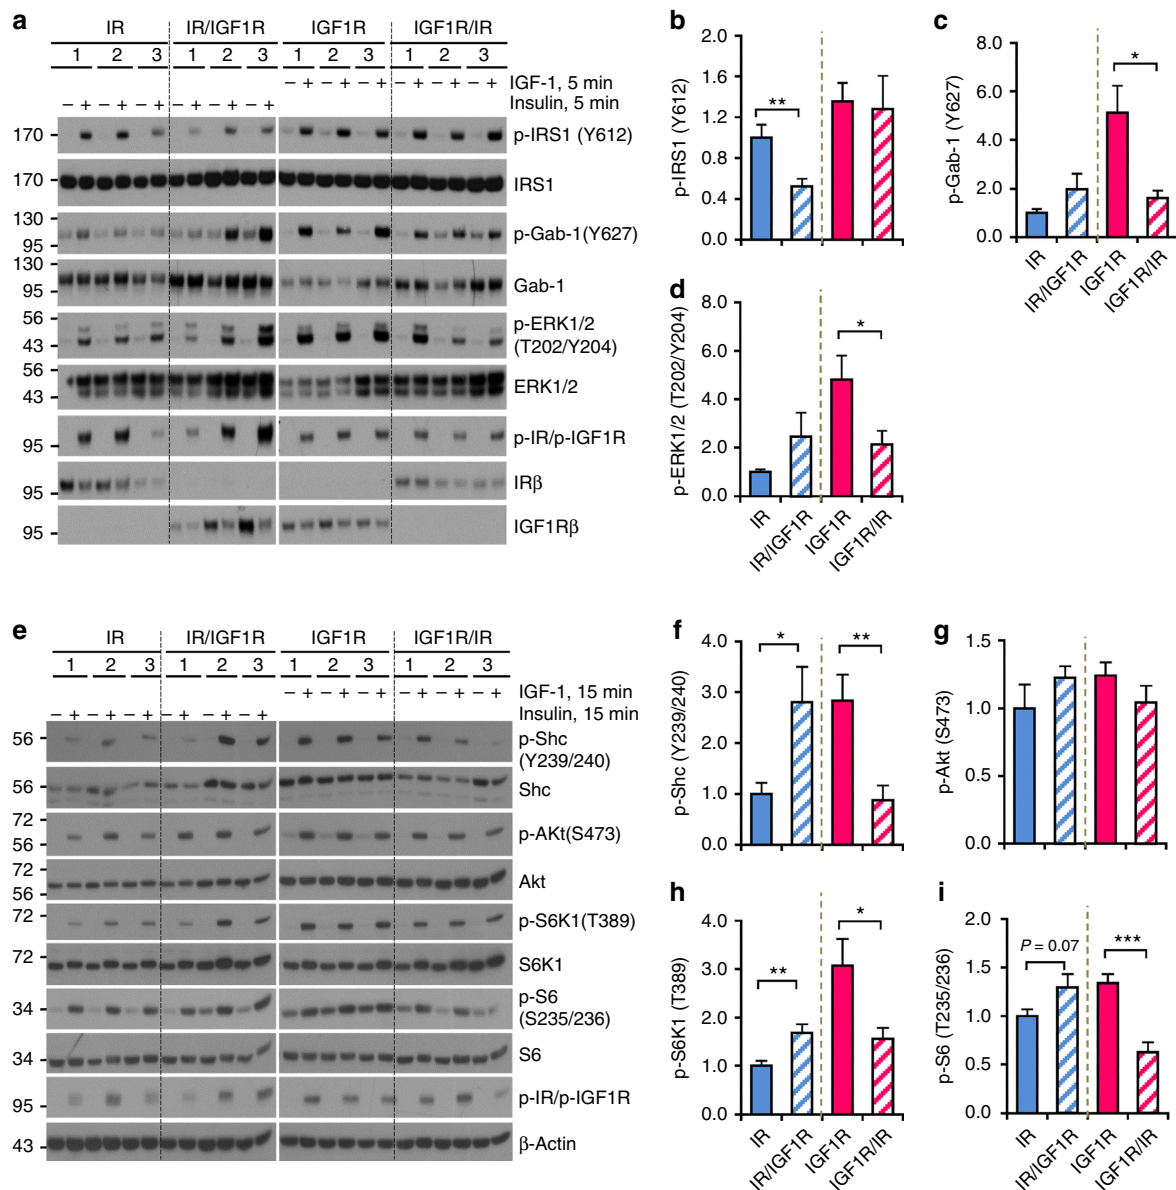 a
IR IR/IGF1R IGF1R IGF1R/IR
1 2 3 1 2 3 1 2 3 1 2 3
– + – + – + – + – + – + IGF-1, 5 min
– + – + – + – + – + – + Insulin, 5 min
170 p-IRS1 (Y612)
170 IRS1
130
95 p-Gab-1(Y627)
130
95 Gab-1
56 p-ERK1/2
43 (T202/Y204)
56 ERK1/2
43
95 p-IR/p-IGF1R
95 IRβ
95 IGF1Rβ
b
p-IRS1 (Y612)
2.0
1.6
1.2
0.8
0.4
0.0
**
c
p-Gab-1 (Y627)
8.0
6.0
4.0
2.0
0.0
*
IR IR/IGF1R IGF1R IGF1R/IR
d
p-ERK1/2 (T202/Y204)
8.0
6.0
4.0
2.0
0.0
*
IR IR/IGF1R IGF1R IGF1R/IR
e
IR IR/IGF1R IGF1R IGF1R/IR
1 2 3 1 2 3 1 2 3 1 2 3
– + – + – + – + – + – + IGF-1, 15 min
– + – + – + – + – + – + Insulin, 15 min
56 p-Shc
(Y239/240)
56 Shc
72
56 p-AKt(S473)
72
56 Akt
72 p-S6K1(T389)
72 S6K1
34 p-S6
(S235/236)
34 S6
95 p-IR/p-IGF1R
43 β-Actin
f
p-Shc (Y239/240)
4.0
3.0
2.0
1.0
0.0
* **
g
p-Akt (S473)
1.5
1.0
0.5
0.0
h
p-S6K1 (T389)
4.0
3.0
2.0
1.0
0.0
** *
IR IR/IGF1R IGF1R IGF1R/IR
i
p-S6 (T235/236)
2.0
1.5
1.0
0.5
0.0
P = 0.07 ***
IR IR/IGF1R IGF1R IGF1R/IR